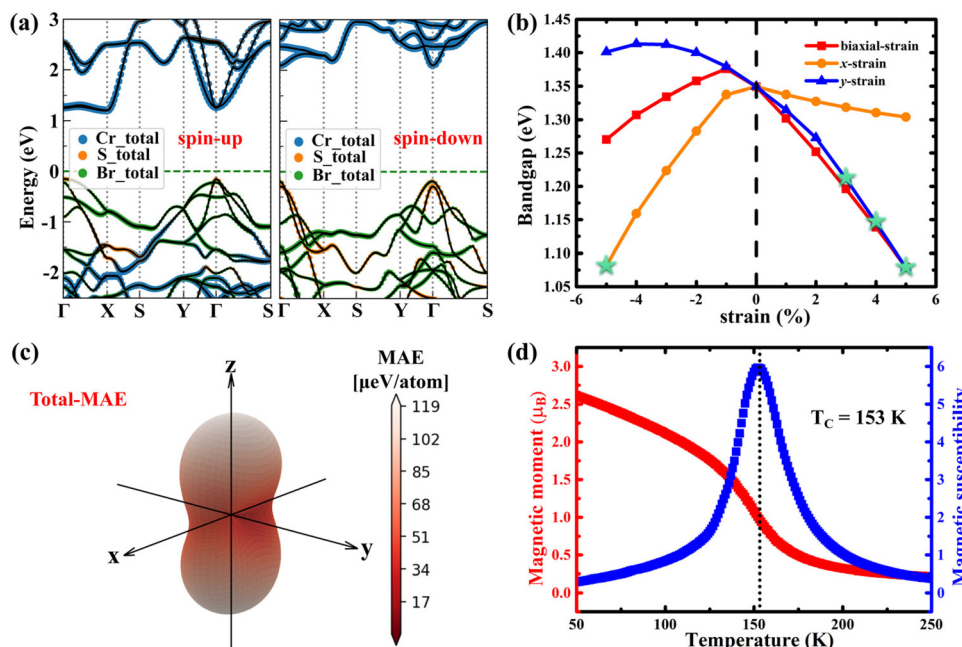 (a)
Energy (eV)
3
2
1
0
-1
-2
Cr_total
S_total
Br_total
spin-up
Cr_total
S_total
Br_total
spin-down
Γ X S Y Γ S
Γ X S Y Γ S
(b)
Bandgap (eV)
1.45
1.40
1.35
1.30
1.25
1.20
1.15
1.10
1.05
biaxial-strain
x-strain
y-strain
-6 -4 -2 0 2 4 6
strain (%)
(c)
Total-MAE
z
x
y
MAE
[μeV/atom]
119
102
85
68
51
34
17
(d)
Magnetic moment (μB)
3.0
2.5
2.0
1.5
1.0
0.5
0.0
TC = 153 K
6
5
4
3
2
1
0
Magnetic susceptibility
50 100 150 200 250
Temperature (K)